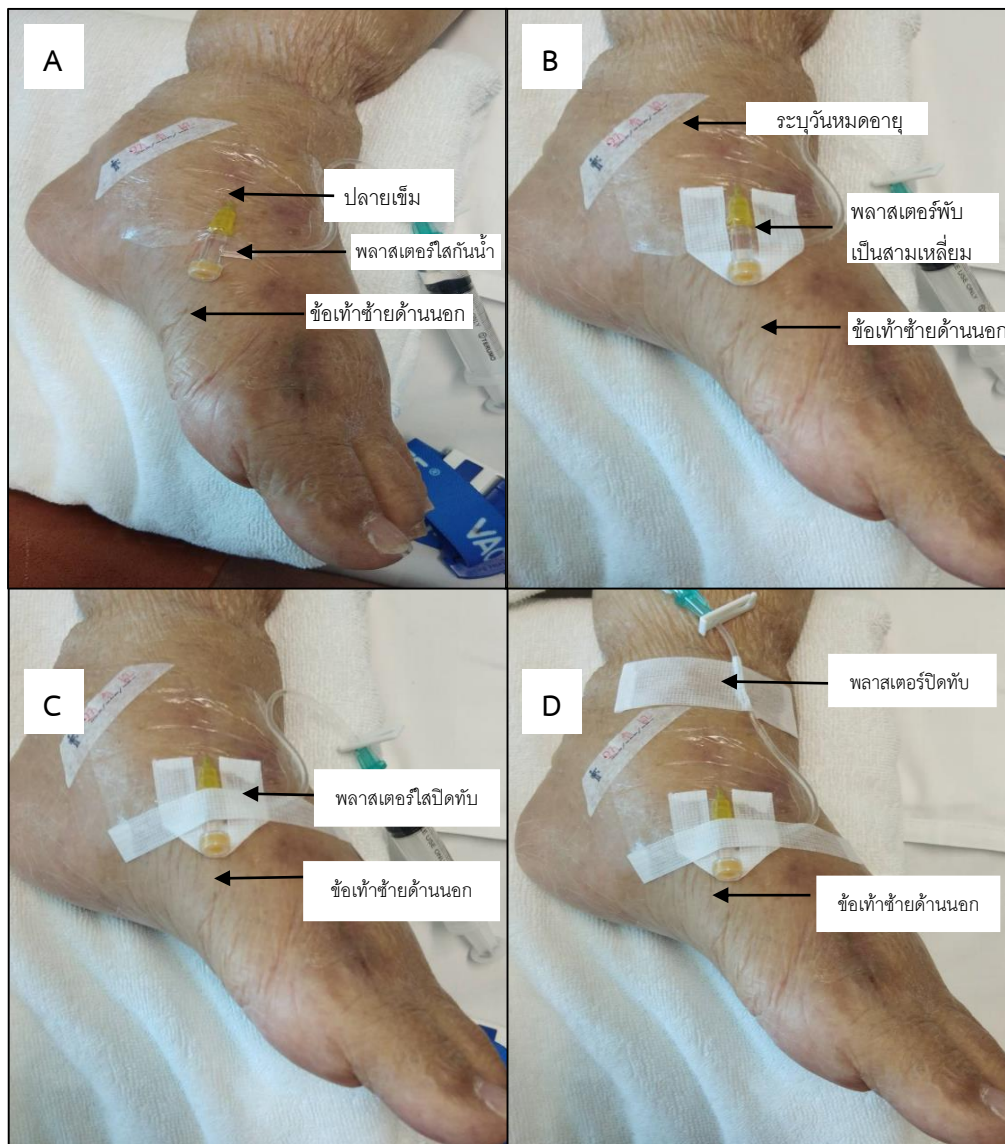 A
ปลายเข็ม
พลาสเตอร์ใสกันน้ำ
ข้อเท้าซ้ายด้านนอก
TERUMO
VAC
B
ระบุวันหมดอายุ
พลาสเตอร์พับ
เป็นสามเหลี่ยม
ข้อเท้าซ้ายด้านนอก
C
พลาสเตอร์ใสปิดทับ
ข้อเท้าซ้ายด้านนอก
D
พลาสเตอร์ปิดทับ
ข้อเท้าซ้ายด้านนอก